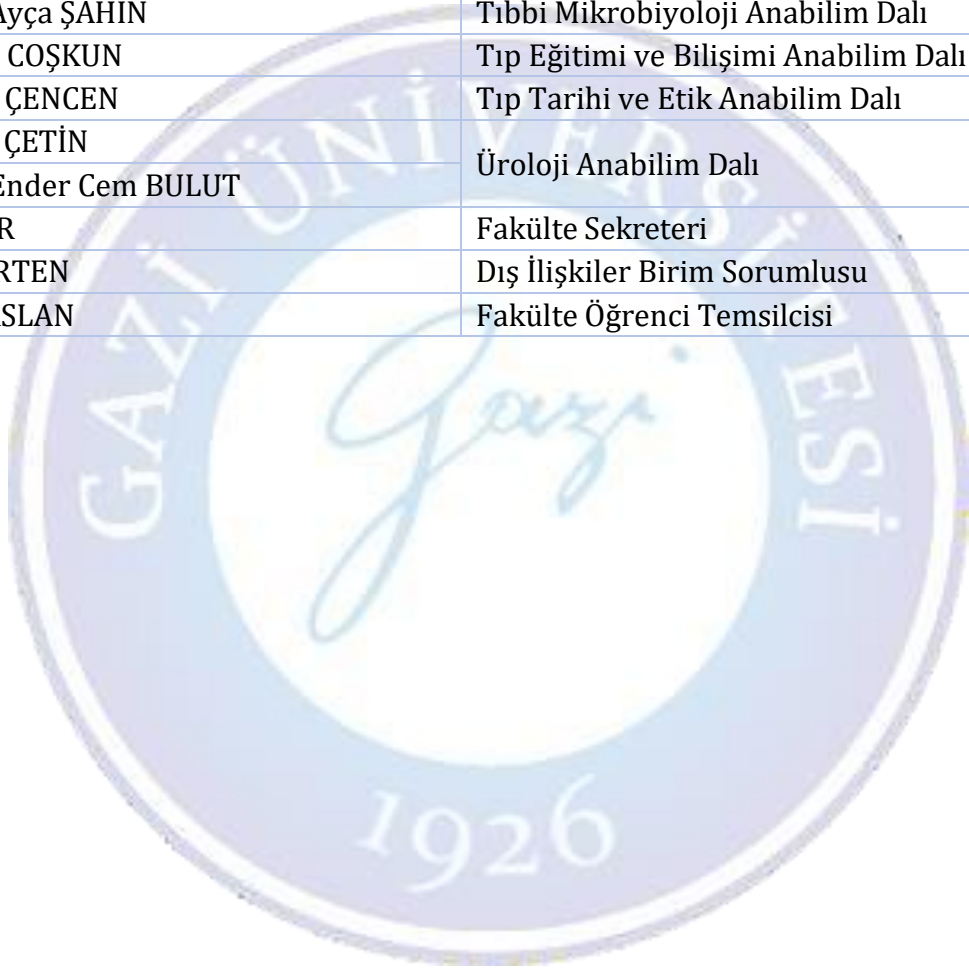 Ayça ŞAHİN Tıbbi Mikrobiyoloji Anabilim Dalı
COŞKUN Tıp Eğitimi ve Bilişimi Anabilim Dalı
ÇENCEN Tıp Tarihi ve Etik Anabilim Dalı
ÇETİN
Üroloji Anabilim Dalı
Ender Cem BULUT
R Fakülte Sekreteri
RTEN Dış İlişkiler Birim Sorumlusu
SLAN Fakülte Öğrenci Temsilcisi
GAZİ ÜNİVERSİTESİ
Gazi
1926